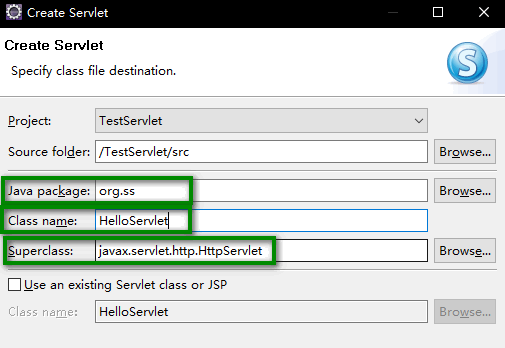 Create Servlet
Create Servlet
Specify class file destination.
S
Project: TestServlet
Source folder: /TestServlet/src Browse...
Java package: org.ss Browse...
Class name: HelloServlet
Superclass: javax.servlet.http.HttpServlet Browse...
Use an existing Servlet class or JSP
Class name: HelloServlet Browse...